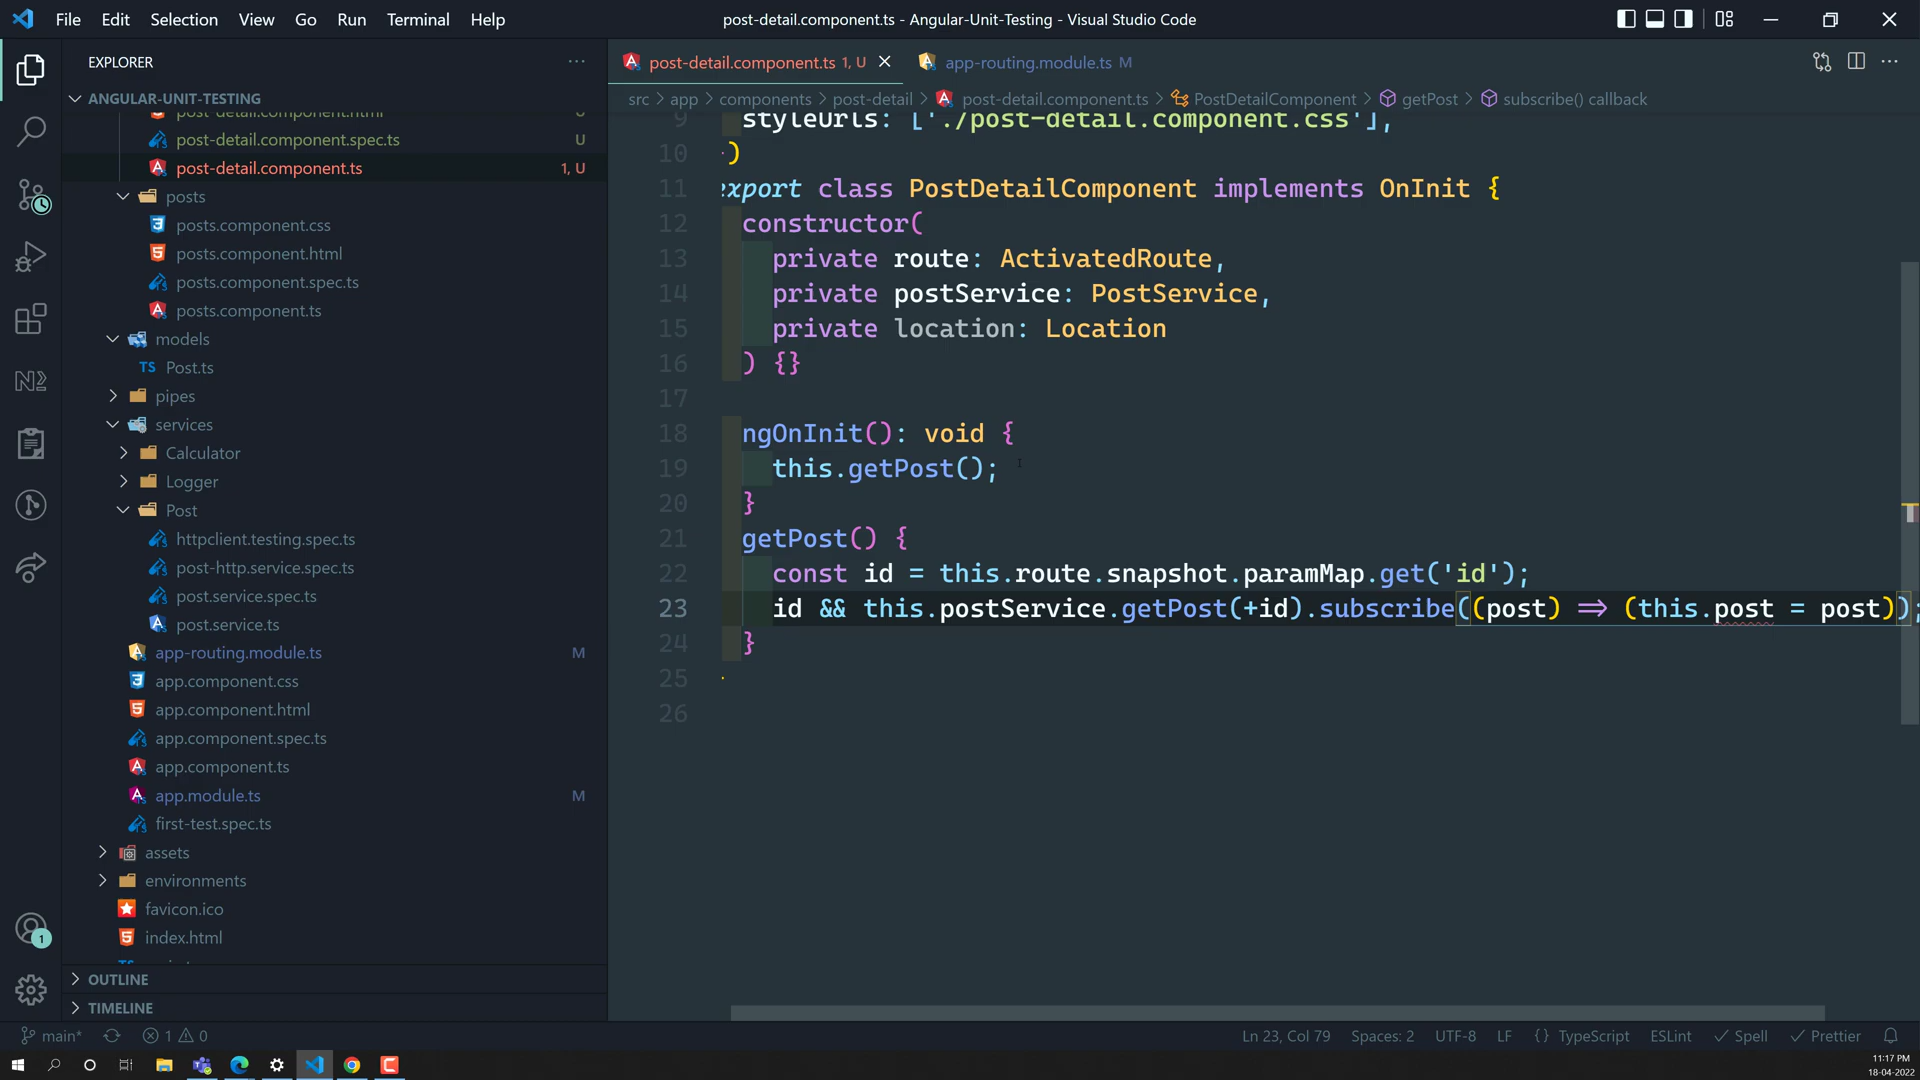 File Edit Selection View Go Run Terminal Help
post-detail.component.ts - Angular-Unit-Testing - Visual Studio Code
EXPLORER
ANGULAR-UNIT-TESTING
post-detail.component.html U
post-detail.component.spec.ts U
post-detail.component.ts 1, U
posts
posts.component.css
posts.component.html
posts.component.spec.ts
posts.component.ts
models
TS Post.ts
pipes
services
Calculator
Logger
Post
httpclient.testing.spec.ts
post-http.service.spec.ts
post.service.spec.ts
post.service.ts
app-routing.module.ts M
app.component.css
app.component.html
app.component.spec.ts
app.component.ts
app.module.ts M
first-test.spec.ts
assets
environments
favicon.ico
index.html
OUTLINE
TIMELINE
post-detail.component.ts 1, U
app-routing.module.ts M
src > app > components > post-detail > post-detail.component.ts > PostDetailComponent > getPost > subscribe() callback
9 styleUrls: ['./post-detail.component.css'],
10 )
11 export class PostDetailComponent implements OnInit {
12 constructor(
13 private route: ActivatedRoute,
14 private postService: PostService,
15 private location: Location
16 ) {}
17
18 ngOnInit(): void {
19 this.getPost();
20 }
21 getPost() {
22 const id = this.route.snapshot.paramMap.get('id');
23 id && this.postService.getPost(+id).subscribe((post) => (this.post = post));
24 }
25
26
1
main* 1 0
Ln 23, Col 79 Spaces: 2 UTF-8 LF {} TypeScript ESLint Spell Prettier
11:17 PM
18-04-2022